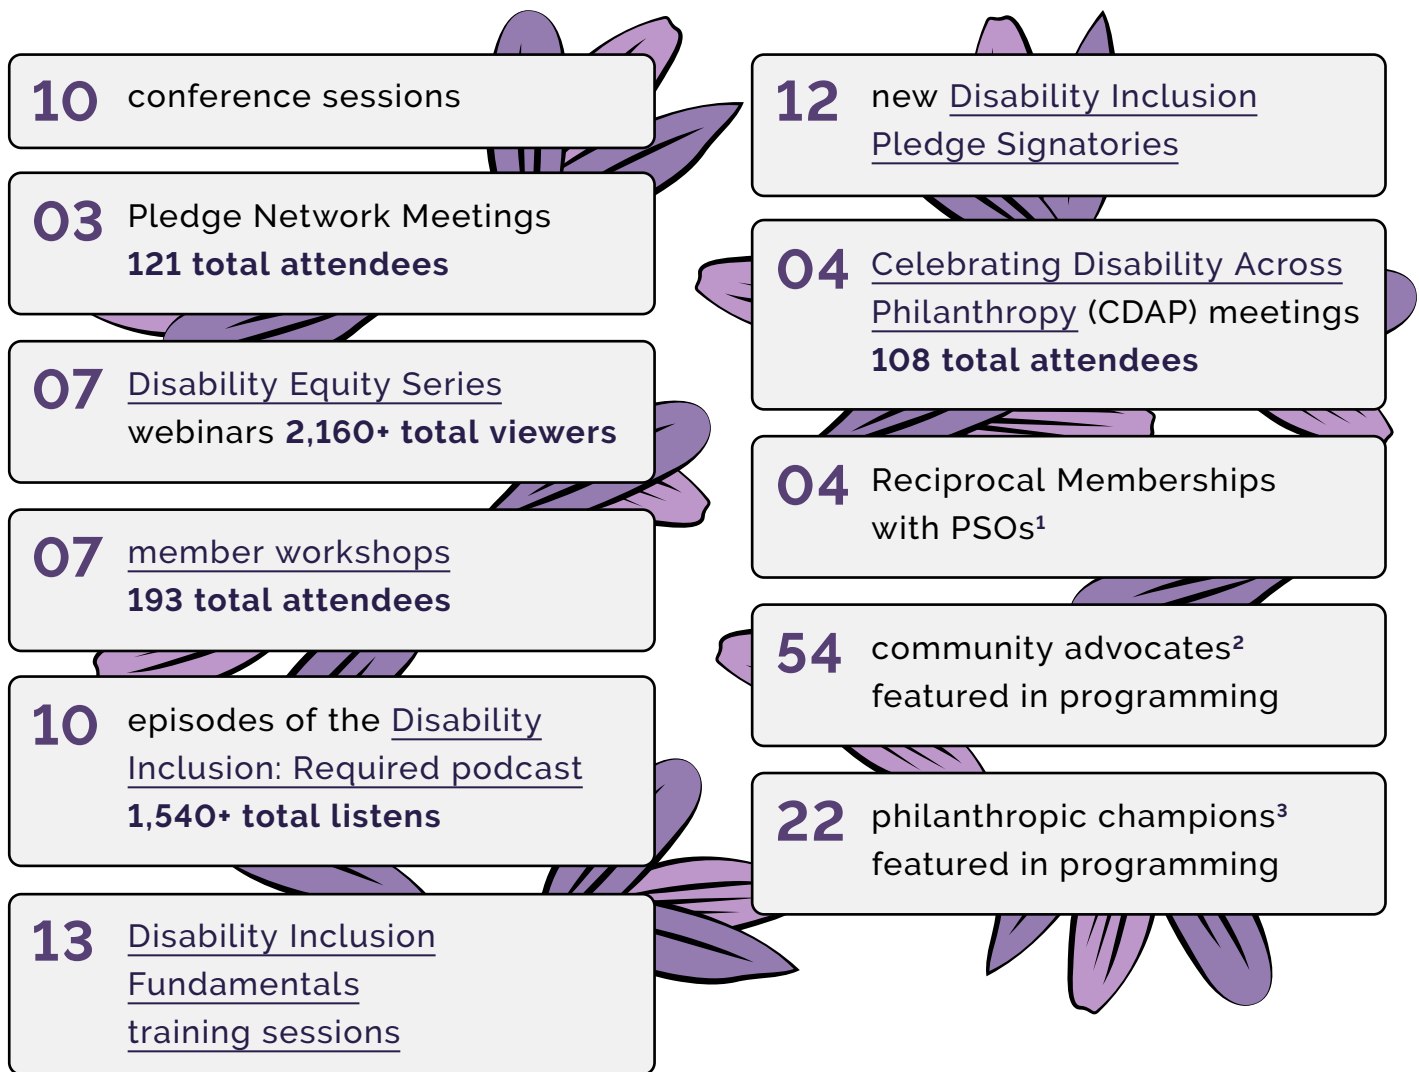 10 conference sessions
03 Pledge Network Meetings
121 total attendees
07 Disability Equity Series
webinars 2,160+ total viewers
07 member workshops
193 total attendees
10 episodes of the Disability
Inclusion: Required podcast
1,540+ total listens
13 Disability Inclusion
Fundamentals
training sessions
12 new Disability Inclusion
Pledge Signatories
04 Celebrating Disability Across
Philanthropy (CDAP) meetings
108 total attendees
04 Reciprocal Memberships
with PSOs¹
54 community advocates²
featured in programming
22 philanthropic champions³
featured in programming